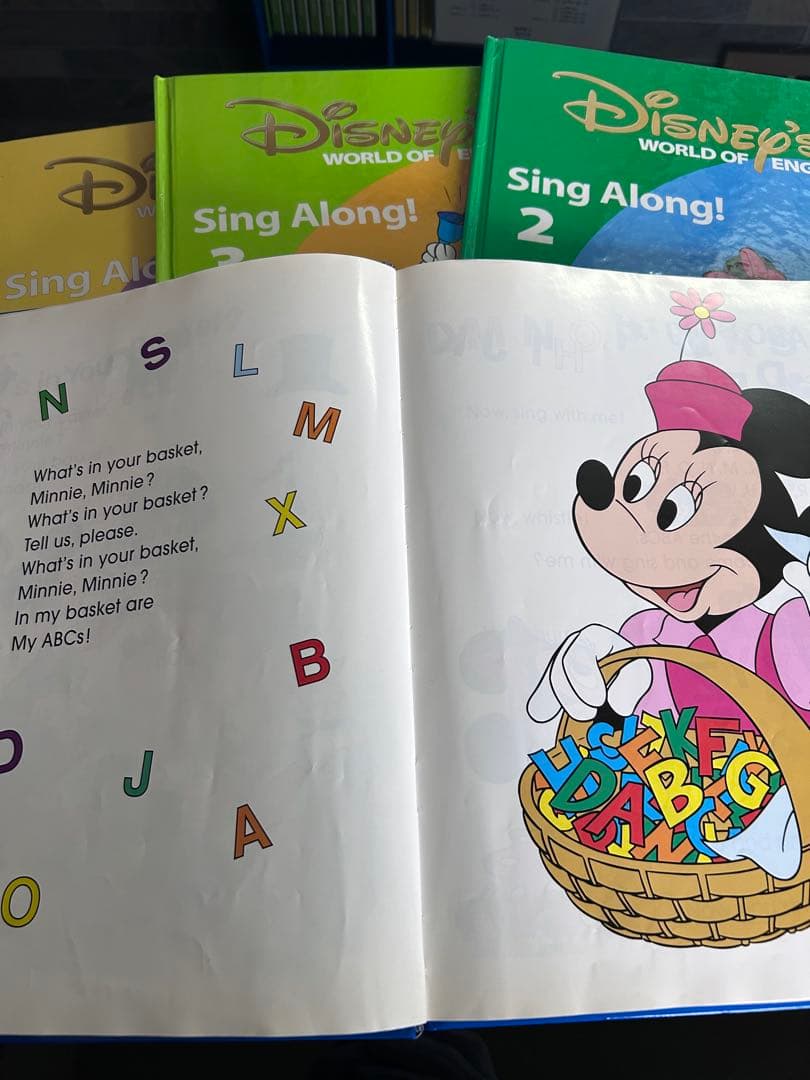 DISNEY'S
WORLD OF
Sing Along!
3
DISNEY'S
WORLD OF ENG
Sing Along!
2
Sing Alo
N
S
L
M
X
What's in your basket,
Minnie, Minnie?
What's in your basket?
Tell us, please.
What's in your basket,
Minnie, Minnie?
In my basket are
My ABCs!
B
J
A
O
K
F
E
D
A
B
G